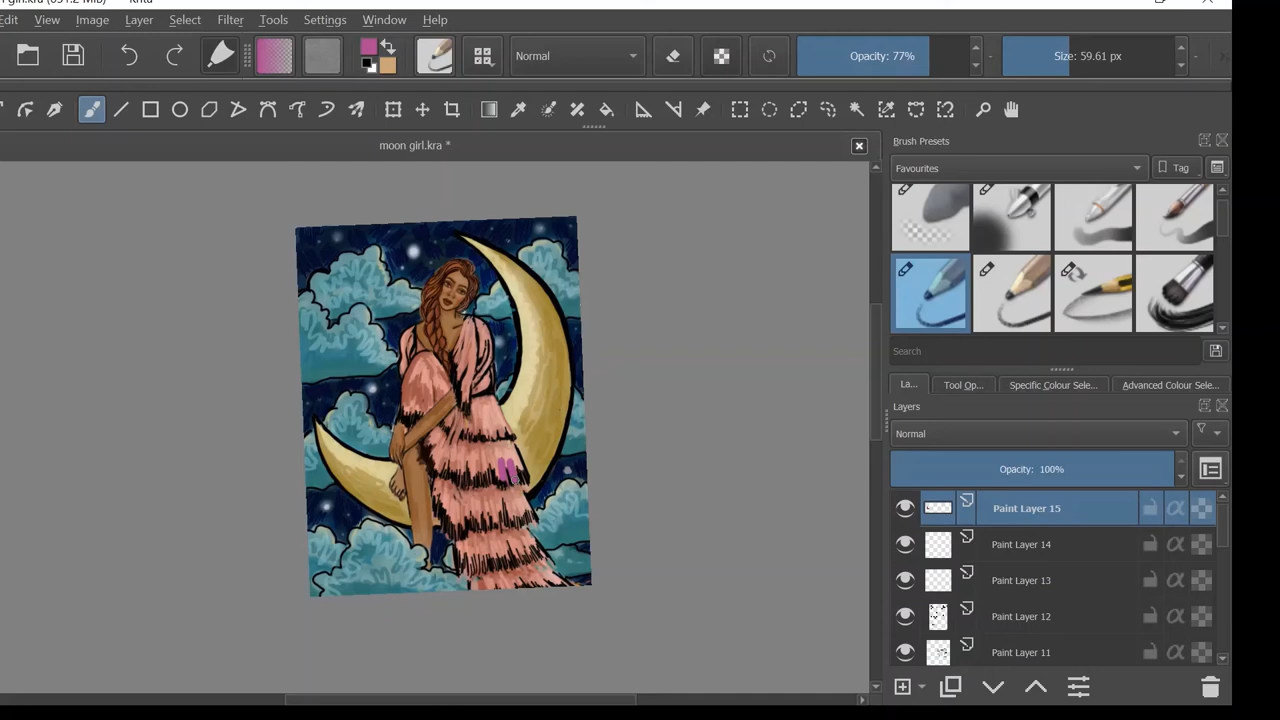 Edit View Image Layer Select Filter Tools Settings Window Help
Normal Opacity: 77% Size: 59.61 px
moon girl.kra *
Brush Presets
Favourites Tag
Search
La... Tool Op... Specific Colour Sele... Advanced Colour Sele...
Layers
Normal
Opacity: 100%
Paint Layer 15
Paint Layer 14
Paint Layer 13
Paint Layer 12
Paint Layer 11